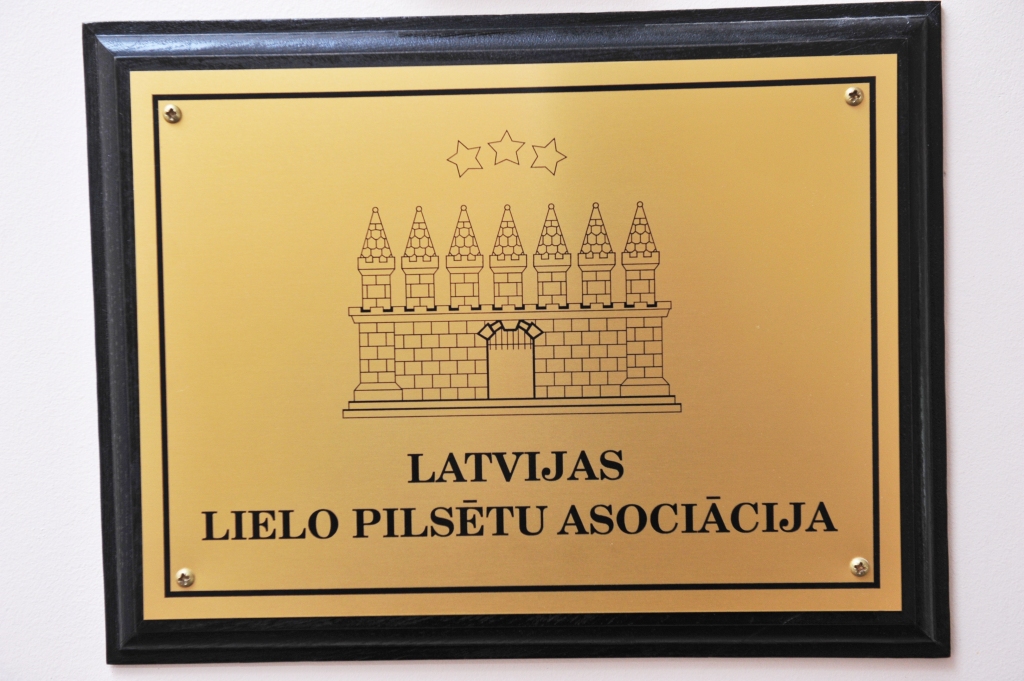 LATVIJAS
LIELO PILSĒTU ASOCIĀCIJA